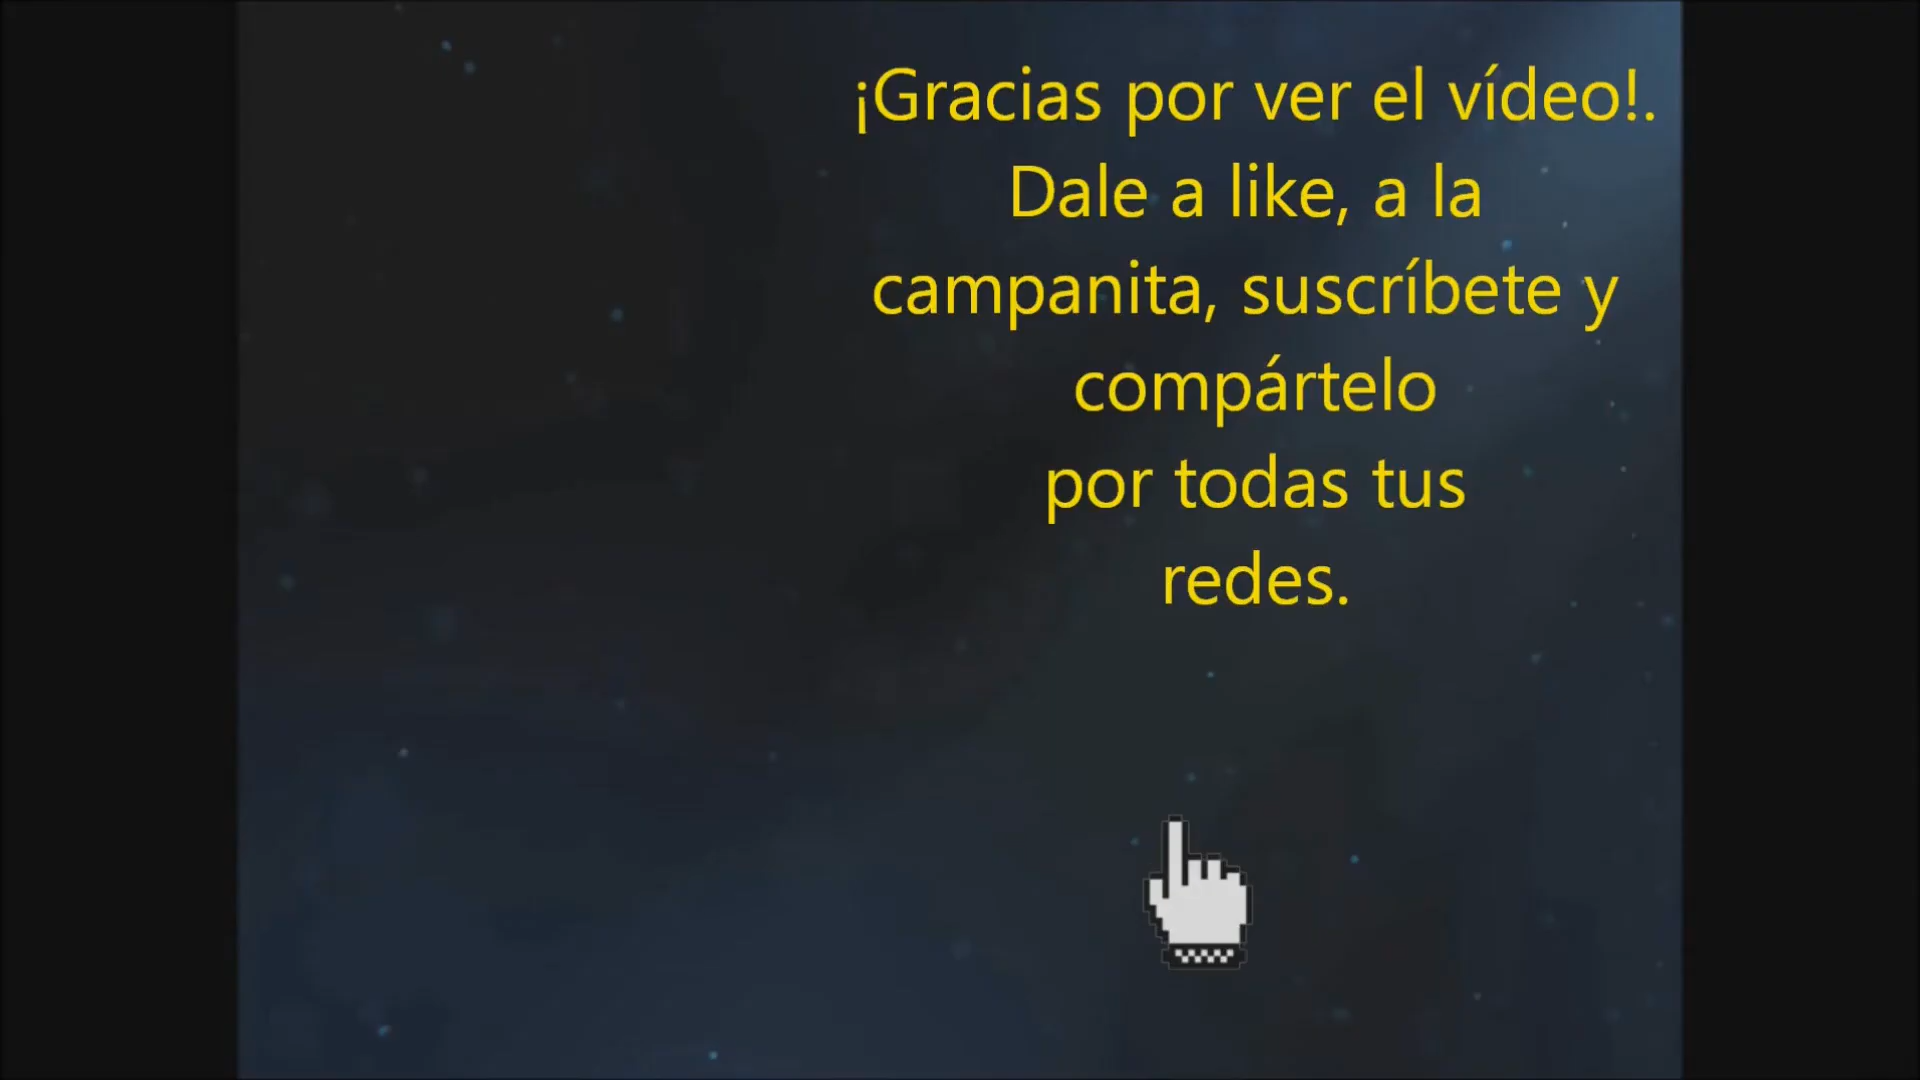 ¡Gracias por ver el vídeo!.
Dale a like, a la
campanita, suscríbete y
compártelo
por todas tus
redes.